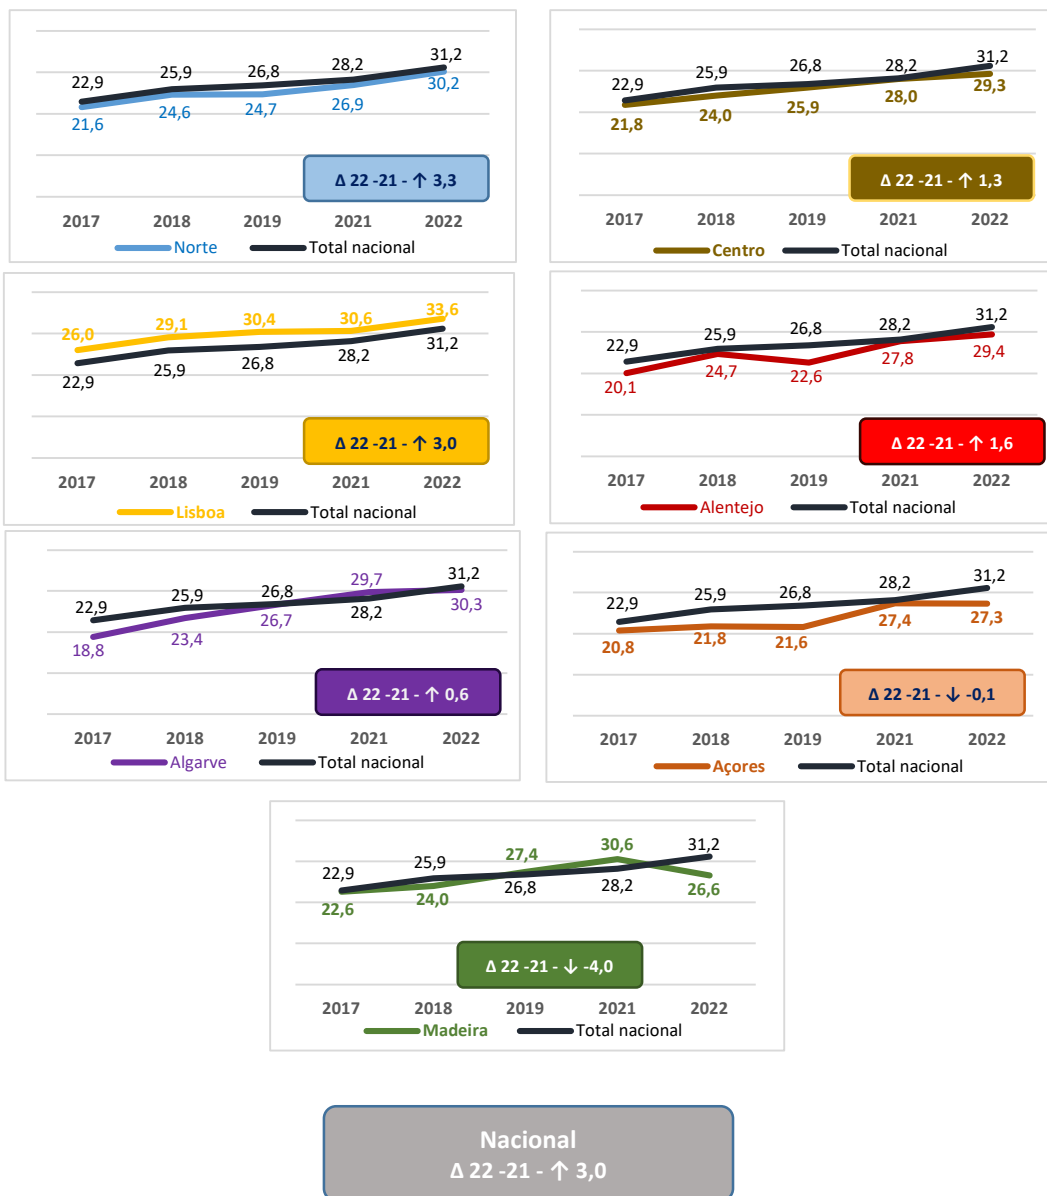 22,9 25,9 26,8 28,2 31,2
21,6 24,6 24,7 26,9 30,2
Δ 22 -21 - ↑ 3,3
2017 2018 2019 2021 2022
Norte Total nacional
22,9 25,9 26,8 28,2 31,2
21,8 24,0 25,9 28,0 29,3
Δ 22 -21 - ↑ 1,3
2017 2018 2019 2021 2022
Centro Total nacional
26,0 29,1 30,4 30,6 33,6
22,9 25,9 26,8 28,2 31,2
Δ 22 -21 - ↑ 3,0
2017 2018 2019 2021 2022
Lisboa Total nacional
22,9 25,9 26,8 28,2 31,2
20,1 24,7 22,6 27,8 29,4
Δ 22 -21 - ↑ 1,6
2017 2018 2019 2021 2022
Alentejo Total nacional
22,9 25,9 26,8 29,7 31,2
18,8 23,4 26,7 28,2 30,3
Δ 22 -21 - ↑ 0,6
2017 2018 2019 2021 2022
Algarve Total nacional
22,9 25,9 26,8 28,2 31,2
20,8 21,8 21,6 27,4 27,3
Δ 22 -21 - ↓ -0,1
2017 2018 2019 2021 2022
Açores Total nacional
22,9 25,9 27,4 30,6 31,2
22,6 24,0 26,8 28,2 26,6
Δ 22 -21 - ↓ -4,0
2017 2018 2019 2021 2022
Madeira Total nacional
Nacional
Δ 22 -21 - ↑ 3,0